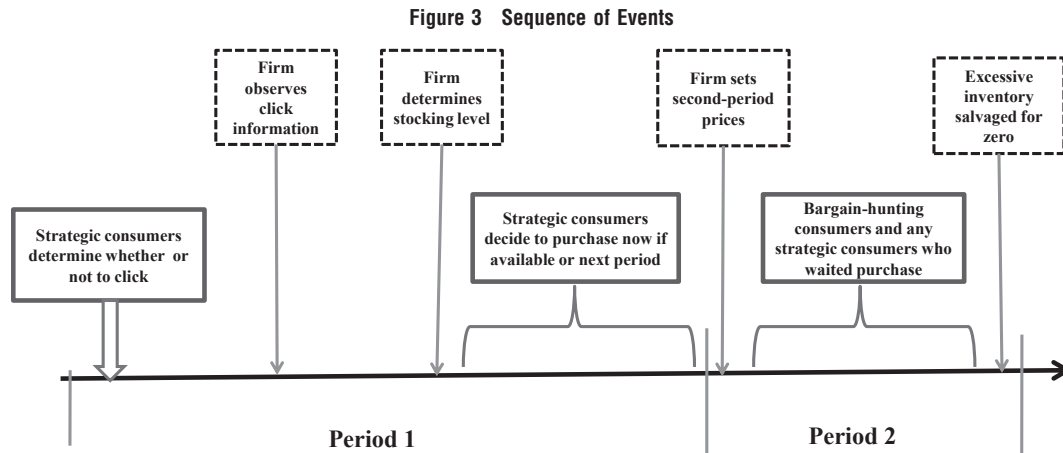 Figure 3 Sequence of Events
Firm
observes
click
information
Firm
determines
stocking level
Firm sets
second-period
prices
Excessive
inventory
salvaged for
zero
Strategic consumers
determine whether or
not to click
Strategic consumers
decide to purchase now if
available or next period
Bargain-hunting
consumers and any
strategic consumers who
waited purchase
Period 1
Period 2